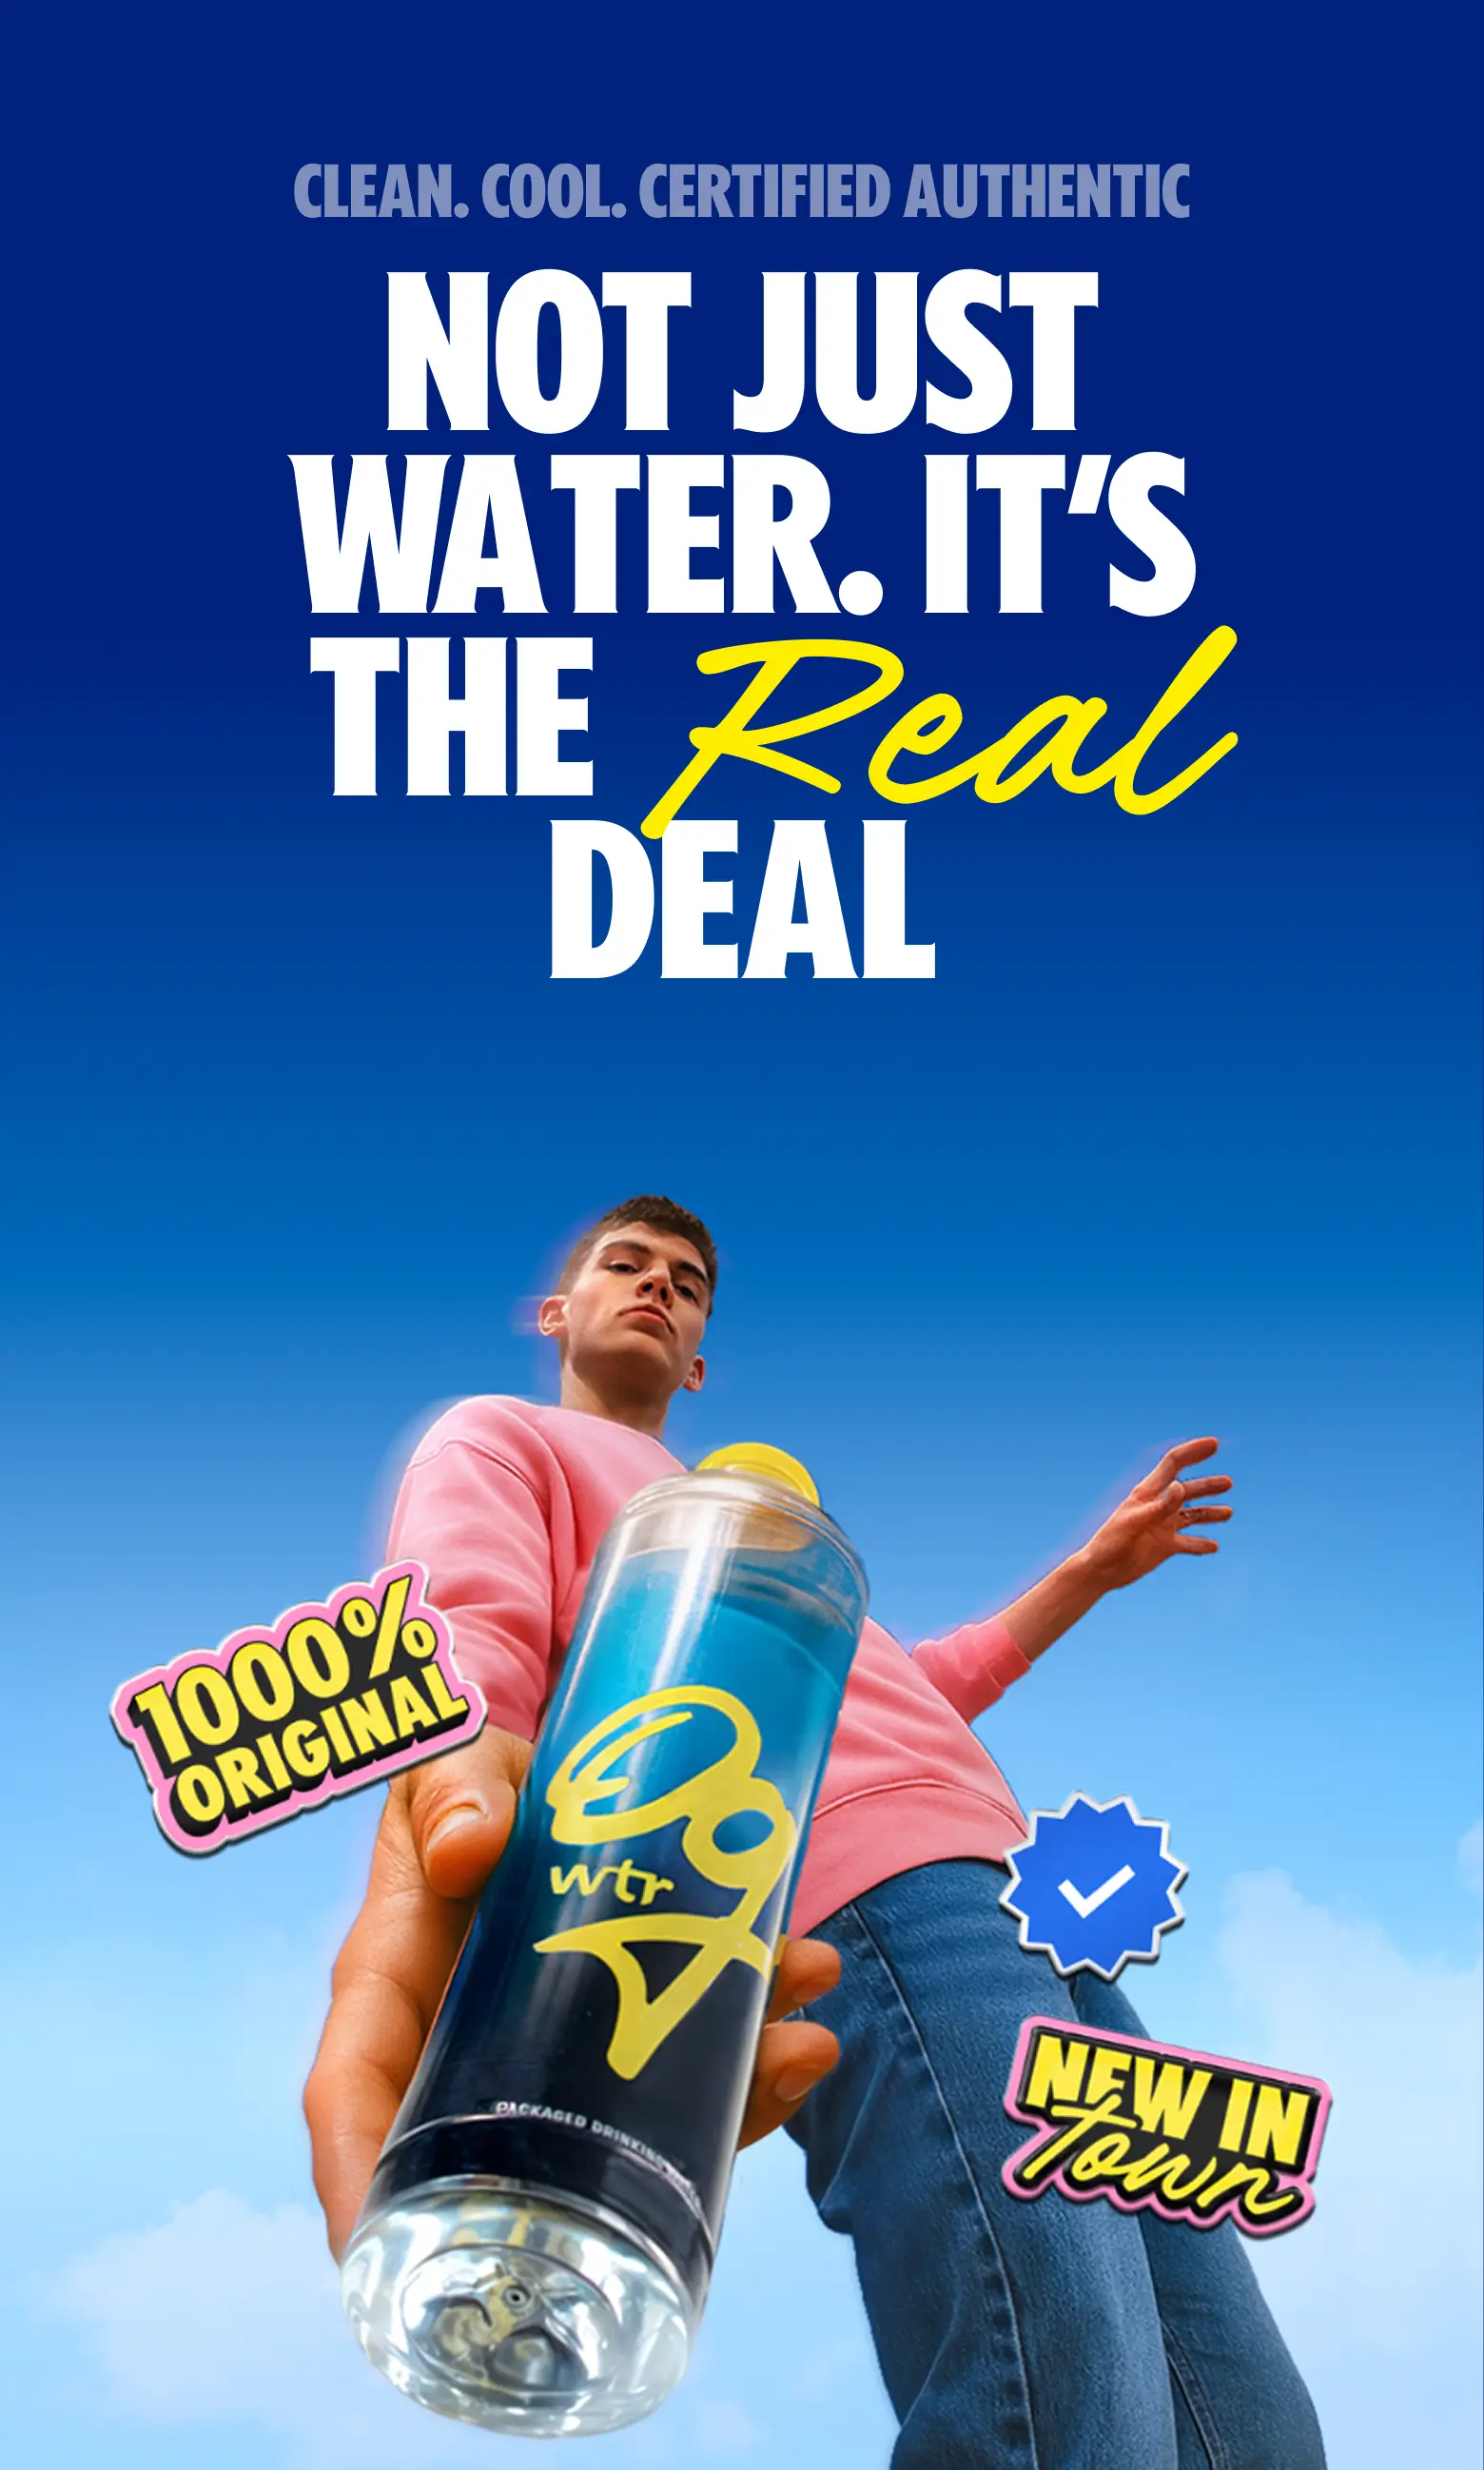 CLEAN. COOL. CERTIFIED AUTHENTIC
NOT JUST
WATER. IT'S
THE Real
DEAL
1000%
ORIGINAL
Og
wtr
PACKAGED DRINKING
NEW IN
Town